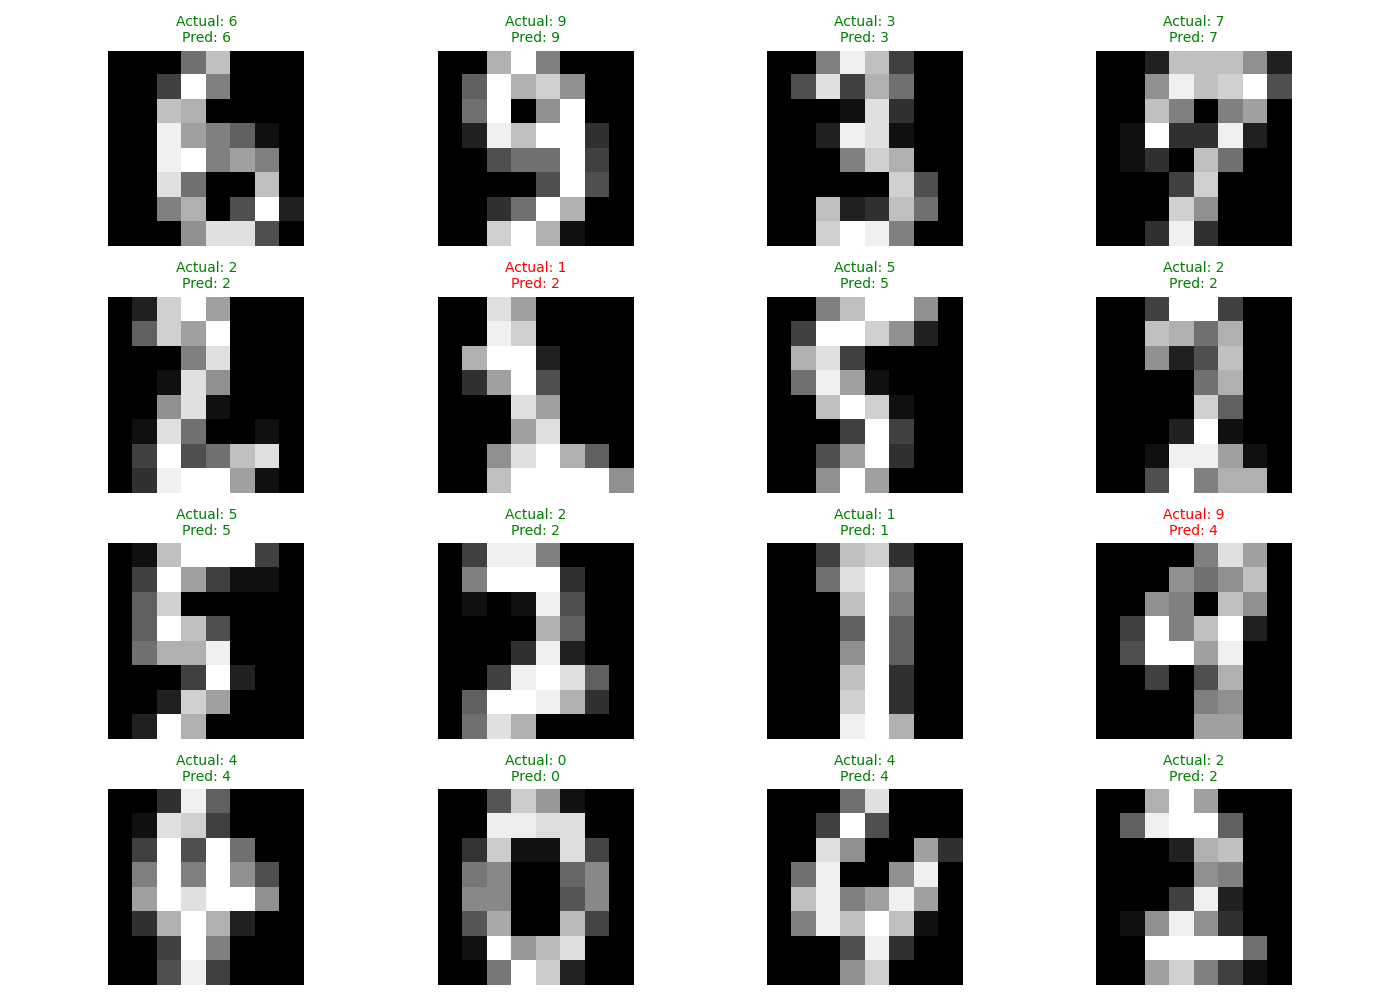 Actual: 6
Pred: 6
Actual: 9
Pred: 9
Actual: 3
Pred: 3
Actual: 7
Pred: 7
Actual: 2
Pred: 2
Actual: 1
Pred: 2
Actual: 5
Pred: 5
Actual: 2
Pred: 2
Actual: 5
Pred: 5
Actual: 2
Pred: 2
Actual: 1
Pred: 1
Actual: 9
Pred: 4
Actual: 4
Pred: 4
Actual: 0
Pred: 0
Actual: 4
Pred: 4
Actual: 2
Pred: 2